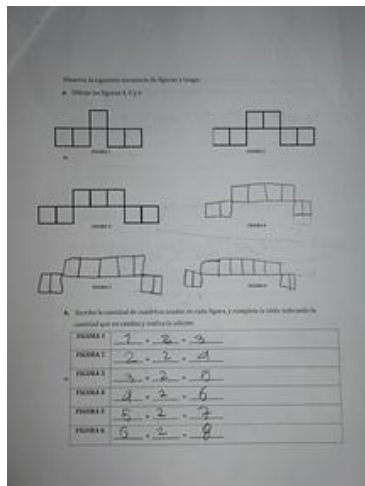 Observa la siguiente secuencia de figuras y luego:
a. Dibuje las figuras 4, 5 y 6
FIGURA 1
FIGURA 2
FIGURA 3
FIGURA 4
FIGURA 5
FIGURA 6
b. Escribe la cantidad de cuadritos usados en cada figura, y completa la tabla indicando la
cantidad que no cambia y realiza la adición:
FIGURA 1 1 + 2 = 3
FIGURA 2 2 + 2 = 4
FIGURA 3 3 + 2 = 5
FIGURA 4 4 + 2 = 6
FIGURA 5 5 + 2 = 7
FIGURA 6 6 + 2 = 8